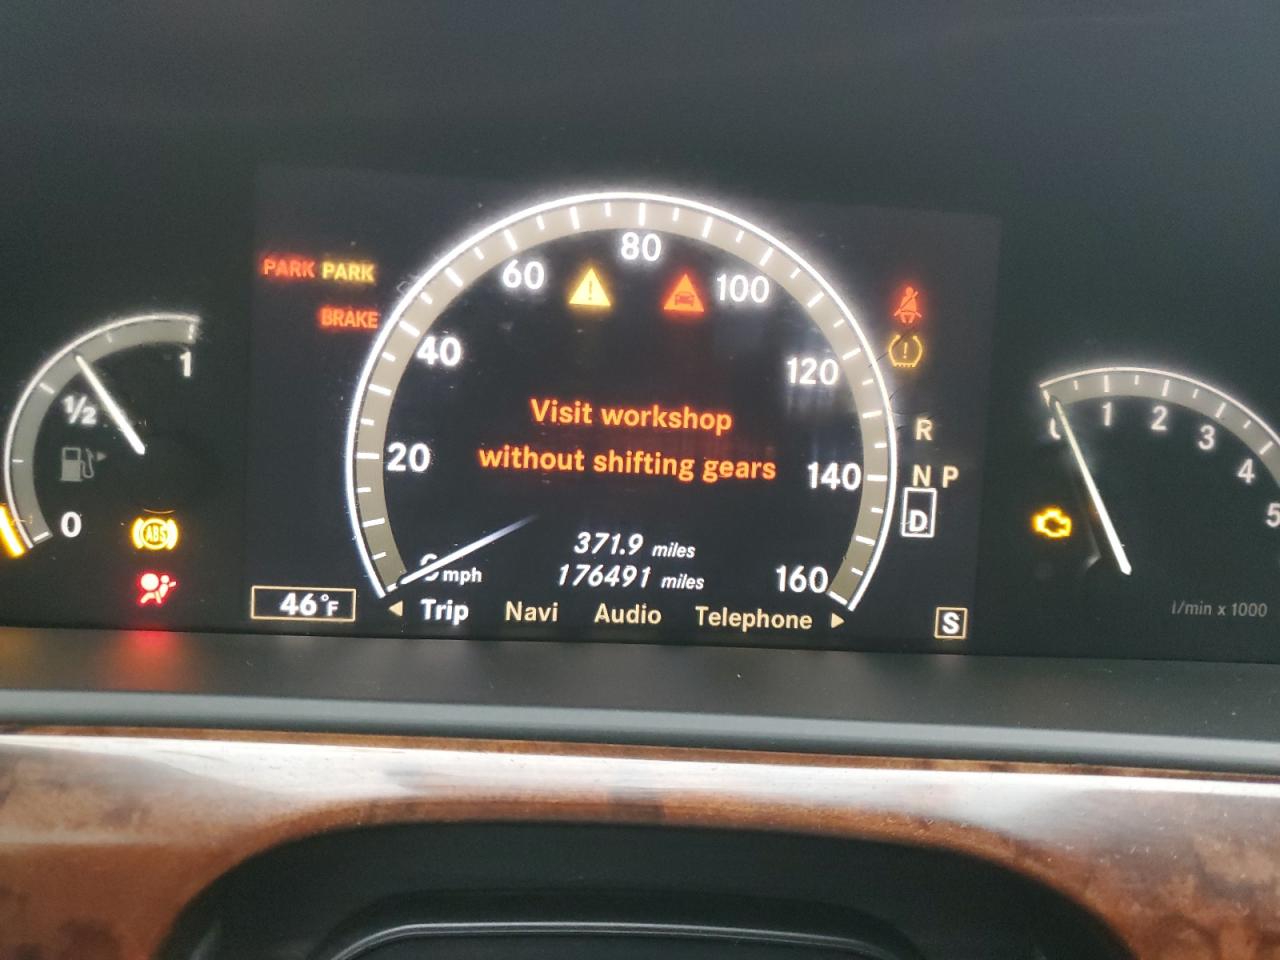 PARK PARK
BRAKE
1
1/2
0
ABS
46°F
0
20
40
60
80
100
120
140
160
mph
!
Visit workshop
without shifting gears
371.9 miles
176491 miles
Trip Navi Audio Telephone
(!)
R
N P
D
S
1
2
3
4
5
l/min x 1000